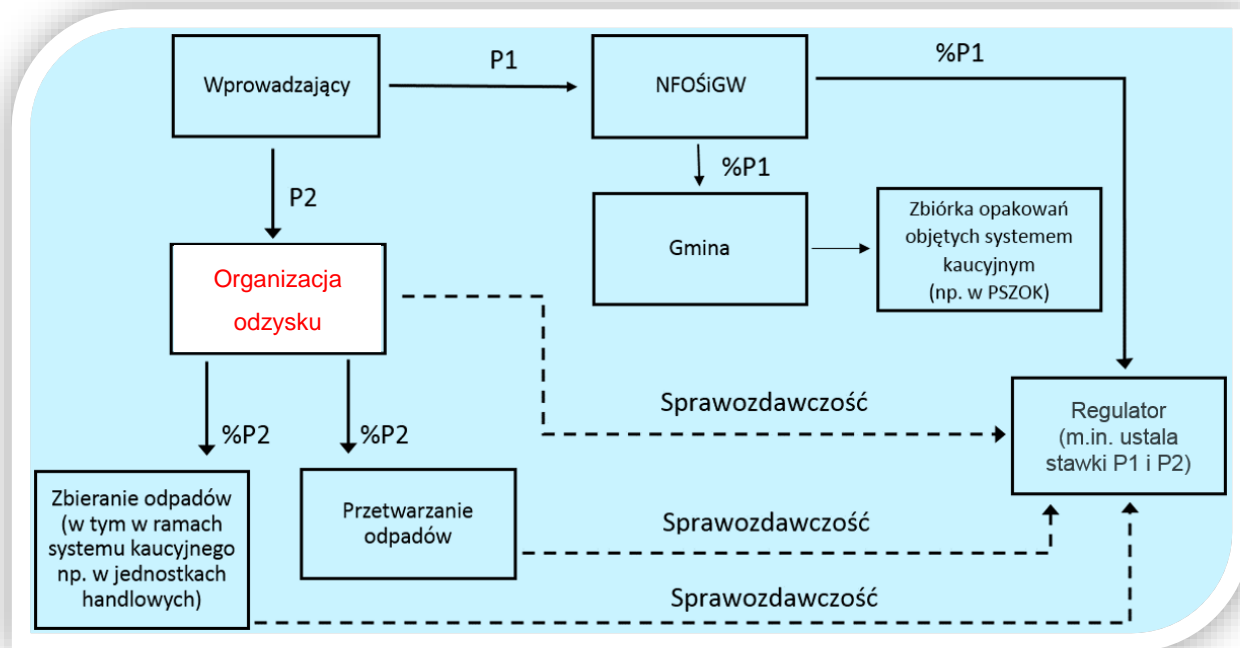 Wprowadzający
P1
NFOŚiGW
%P1
%P1
P2
Gmina
Zbiórka opakowań
objętych systemem
kaucyjnym
(np. w PSZOK)
Organizacja
odzysku
Sprawozdawczość
Regulator
(m.in. ustala
stawki P1 i P2)
%P2
%P2
Zbieranie odpadów
(w tym w ramach
systemu kaucyjnego
np. w jednostkach
handlowych)
Przetwarzanie
odpadów
Sprawozdawczość
Sprawozdawczość